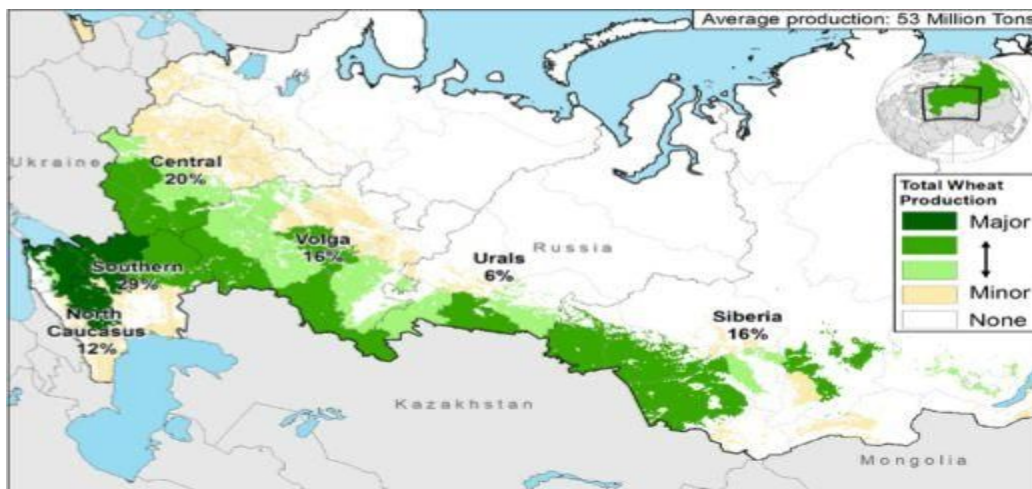 Average production: 53 Million Tons
Ukraine
Central
20%
Volga
16%
Urals
6%
Russia
Southern
29%
North
Caucasus
12%
Siberia
16%
Kazakhstan
Mongolia
Total Wheat
Production
Major
Minor
None